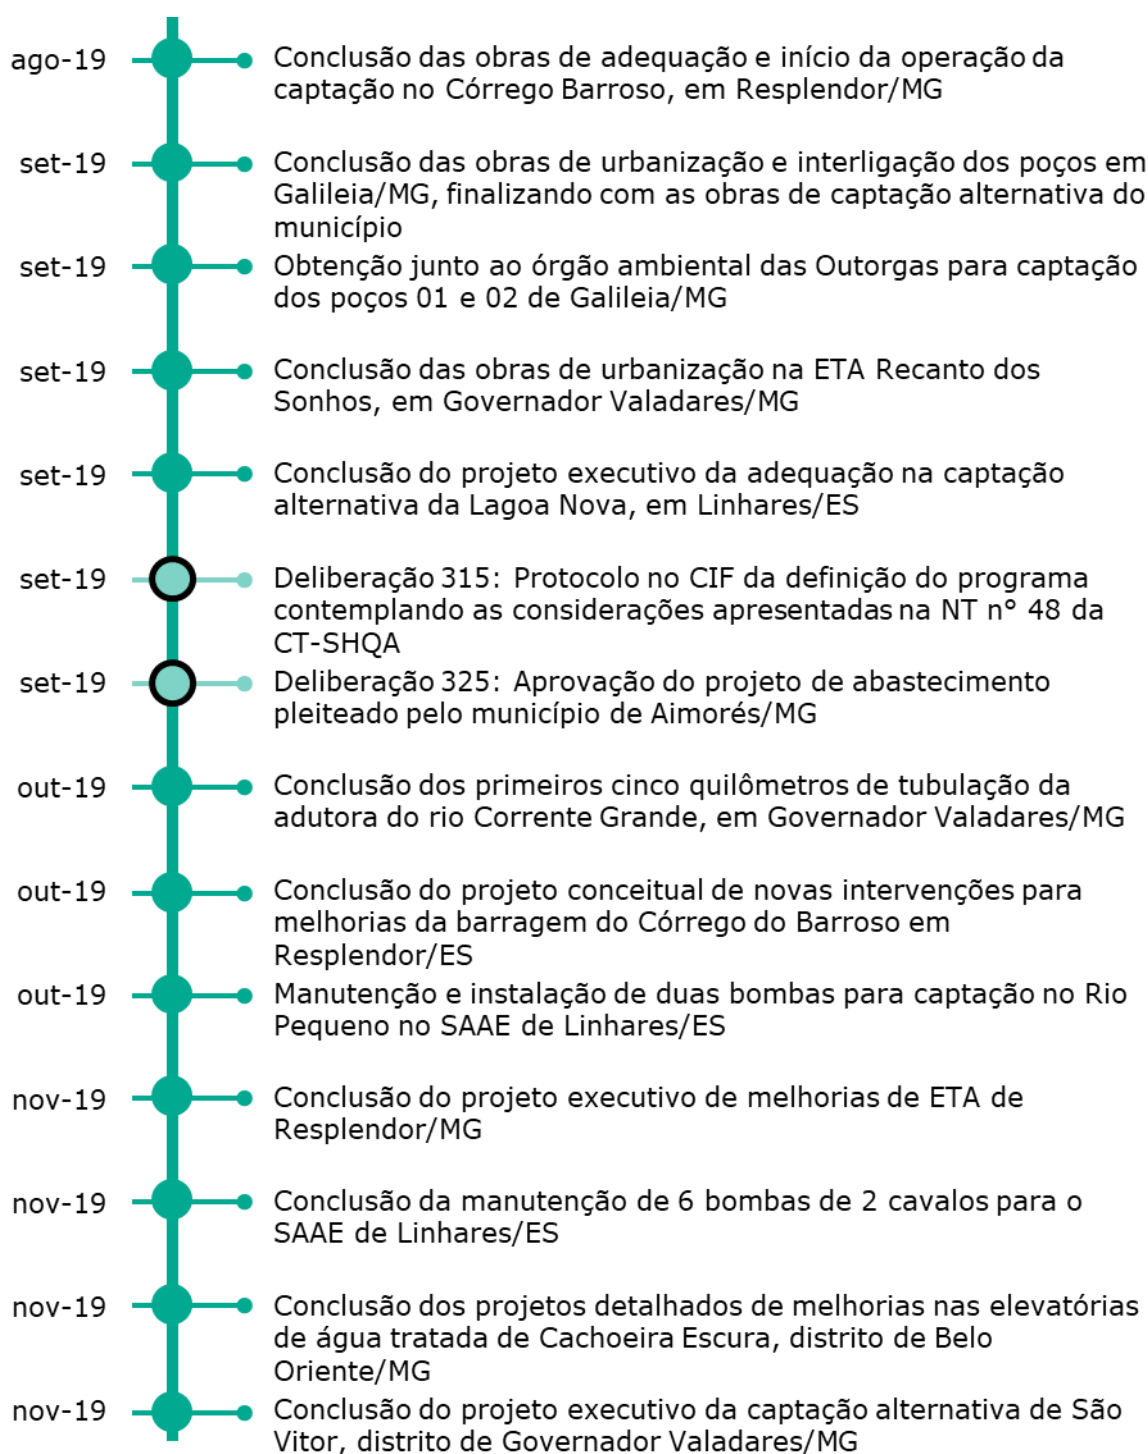 ago-19
Conclusão das obras de adequação e início da operação da
captação no Córrego Barroso, em Resplendor/MG
set-19
Conclusão das obras de urbanização e interligação dos poços em
Galileia/MG, finalizando com as obras de captação alternativa do
município
set-19
Obtenção junto ao órgão ambiental das Outorgas para captação
dos poços 01 e 02 de Galileia/MG
set-19
Conclusão das obras de urbanização na ETA Recanto dos
Sonhos, em Governador Valadares/MG
set-19
Conclusão do projeto executivo da adequação na captação
alternativa da Lagoa Nova, em Linhares/ES
set-19
Deliberação 315: Protocolo no CIF da definição do programa
contemplando as considerações apresentadas na NT n° 48 da
CT-SHQA
set-19
Deliberação 325: Aprovação do projeto de abastecimento
pleiteado pelo município de Aimorés/MG
out-19
Conclusão dos primeiros cinco quilômetros de tubulação da
adutora do rio Corrente Grande, em Governador Valadares/MG
out-19
Conclusão do projeto conceitual de novas intervenções para
melhorias da barragem do Córrego do Barroso em
Resplendor/ES
out-19
Manutenção e instalação de duas bombas para captação no Rio
Pequeno no SAAE de Linhares/ES
nov-19
Conclusão do projeto executivo de melhorias de ETA de
Resplendor/MG
nov-19
Conclusão da manutenção de 6 bombas de 2 cavalos para o
SAAE de Linhares/ES
nov-19
Conclusão dos projetos detalhados de melhorias nas elevatórias
de água tratada de Cachoeira Escura, distrito de Belo
Oriente/MG
nov-19
Conclusão do projeto executivo da captação alternativa de São
Vitor, distrito de Governador Valadares/MG